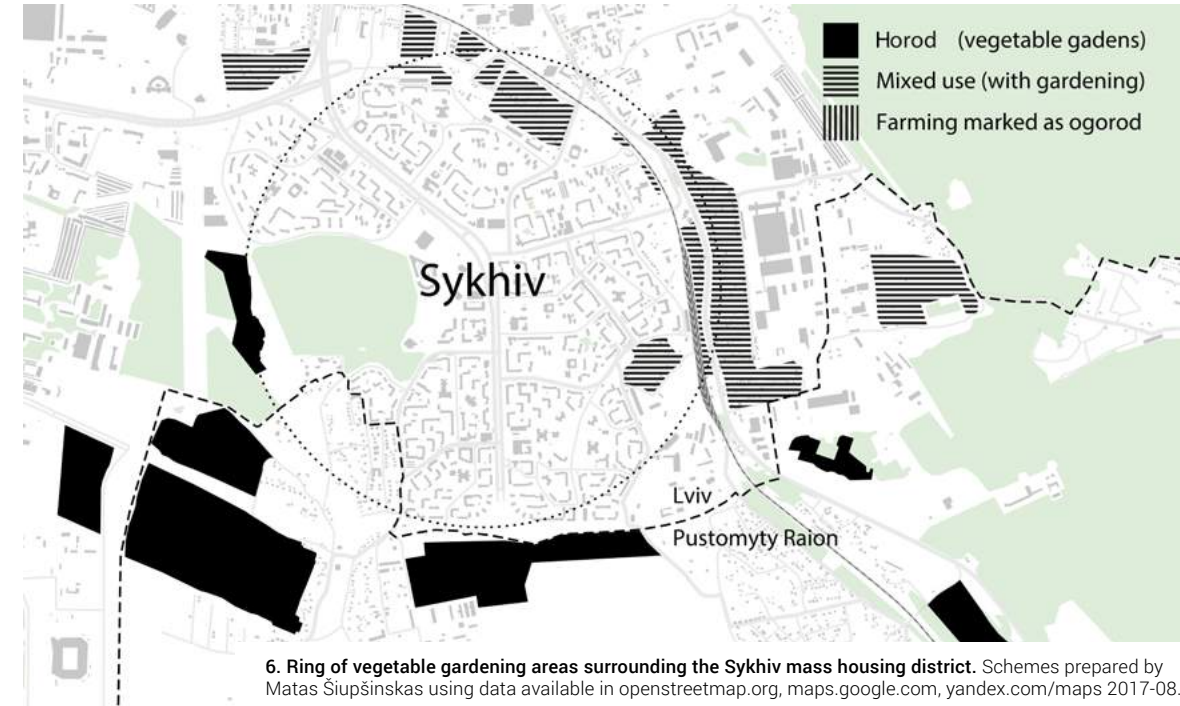 Horod (vegetable gadens)
Mixed use (with gardening)
Farming marked as ogorod
Sykhiv
Lviv
Pustomyty Raion
6. Ring of vegetable gardening areas surrounding the Sykhiv mass housing district. Schemes prepared by
Matas Šiupšinskas using data available in openstreetmap.org, maps.google.com, yandex.com/maps 2017-08.